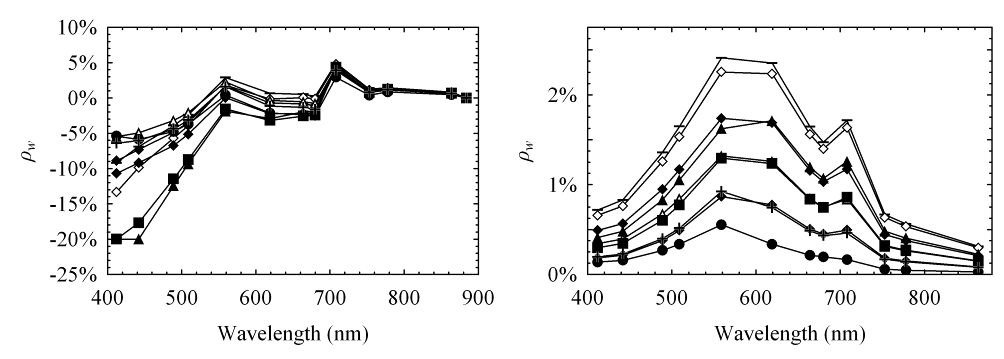 10%
5%
0%
-5%
-10%
-15%
-20%
-25%
ρw
400 500 600 700 800 900
Wavelength (nm)
2%
1%
0%
ρw
400 500 600 700 800
Wavelength (nm)